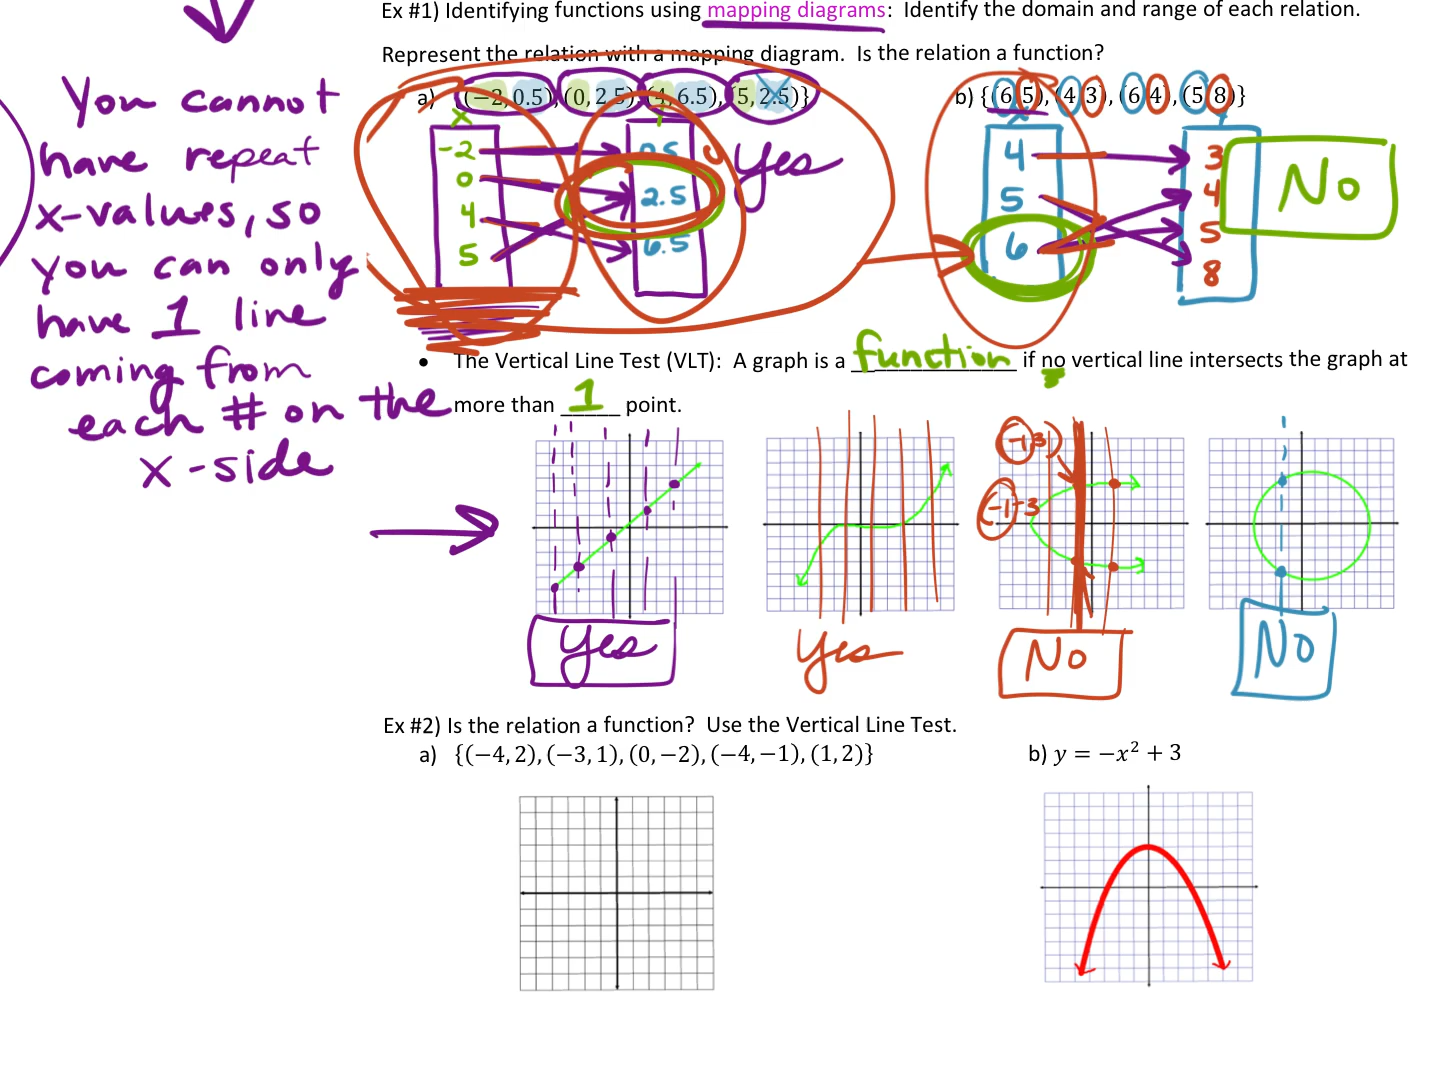 Ex #1) Identifying functions using mapping diagrams: Identify the domain and range of each relation.
Represent the relation with a mapping diagram. Is the relation a function?
a) {(−2, 0.5), (0, 2.5), (4, 6.5), (5, 2.5)}
b) {(6, 5), (4, 3), (6, 4), (5, 8)}
You cannot
have repeat
x-values, so
you can only
have 1 line
coming from
each # on the
x-side
x
-2
0
4
5
0.5
2.5
6.5
Yes
4
5
6
3
4
5
8
No
• The Vertical Line Test (VLT): A graph is a function if no vertical line intersects the graph at
more than 1 point.
(-1,3)
(-1,-3)
Yes
Yes
No
No
Ex #2) Is the relation a function? Use the Vertical Line Test.
a) {(−4, 2), (−3, 1), (0, −2), (−4, −1), (1, 2)}
b) y = −x² + 3